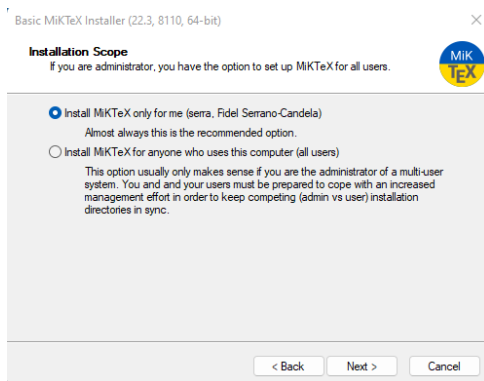 Basic MiKTeX Installer (22.3, 8110, 64-bit)
Installation Scope
If you are administrator, you have the option to set up MiKTeX for all users.
MiK
TEX
Install MiKTeX only for me (serra, Fidel Serrano-Candela)
Almost always this is the recommended option.
Install MiKTeX for anyone who uses this computer (all users)
This option usually only makes sense if you are the administrator of a multi-user
system. You and and your users must be prepared to cope with an increased
management effort in order to keep competing (admin vs user) installation
directories in sync.
< Back
Next >
Cancel